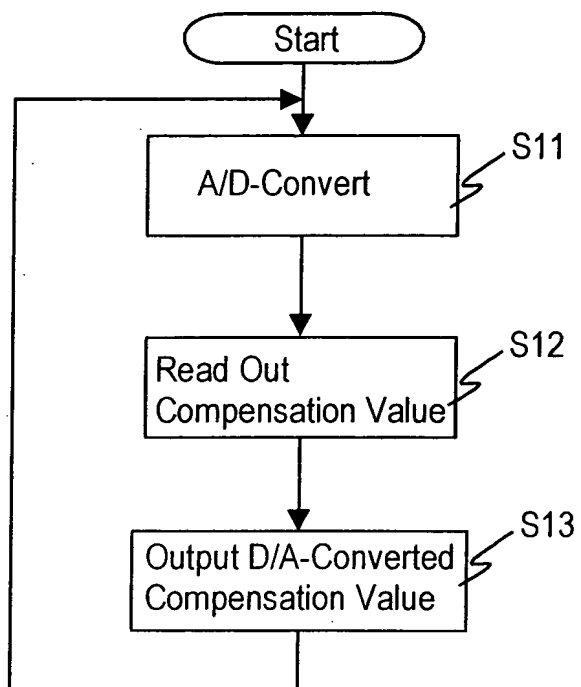 Start
A/D-Convert
S11
Read Out
Compensation Value
S12
Output D/A-Converted
Compensation Value
S13